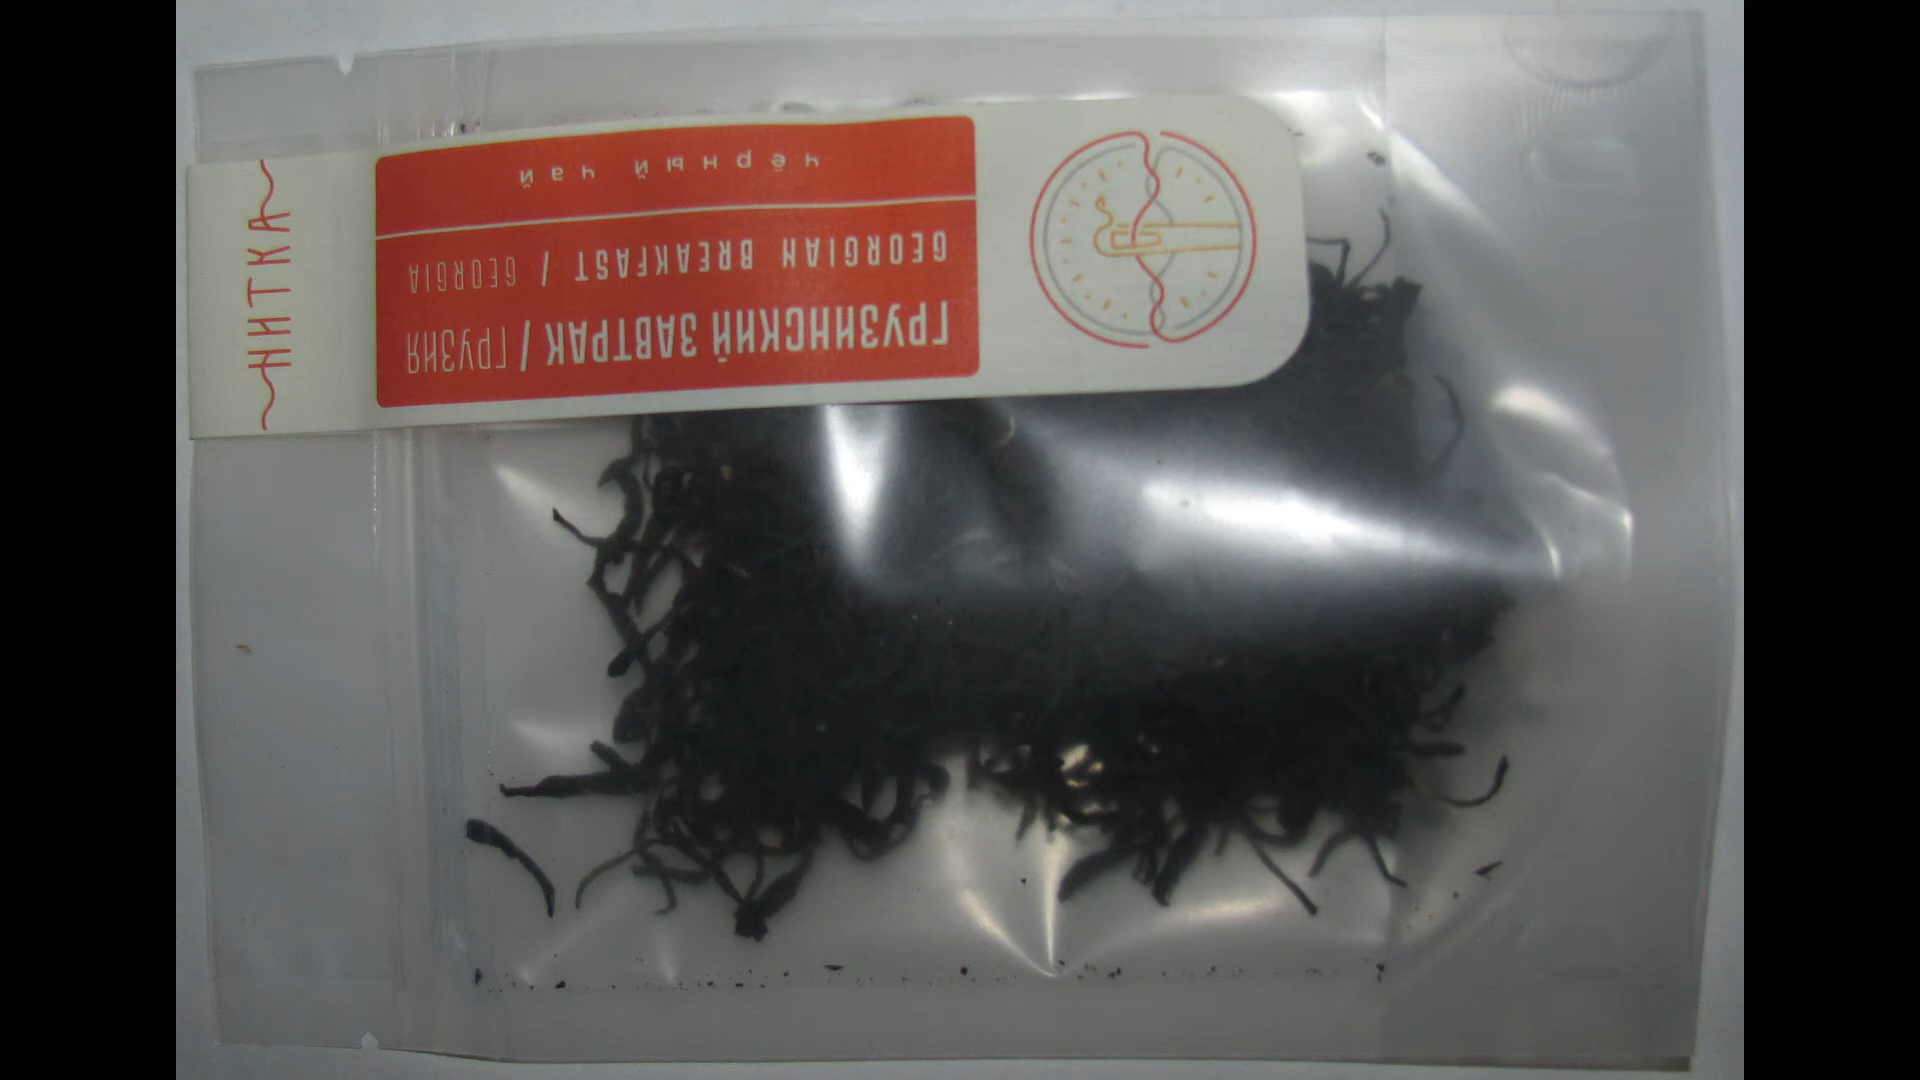 НИТКА
ГРУЗИНСКИЙ ЗАВТРАК / ГРУЗИЯ
GEORGIAN BREAKFAST / GEORGIA
чёрный чай